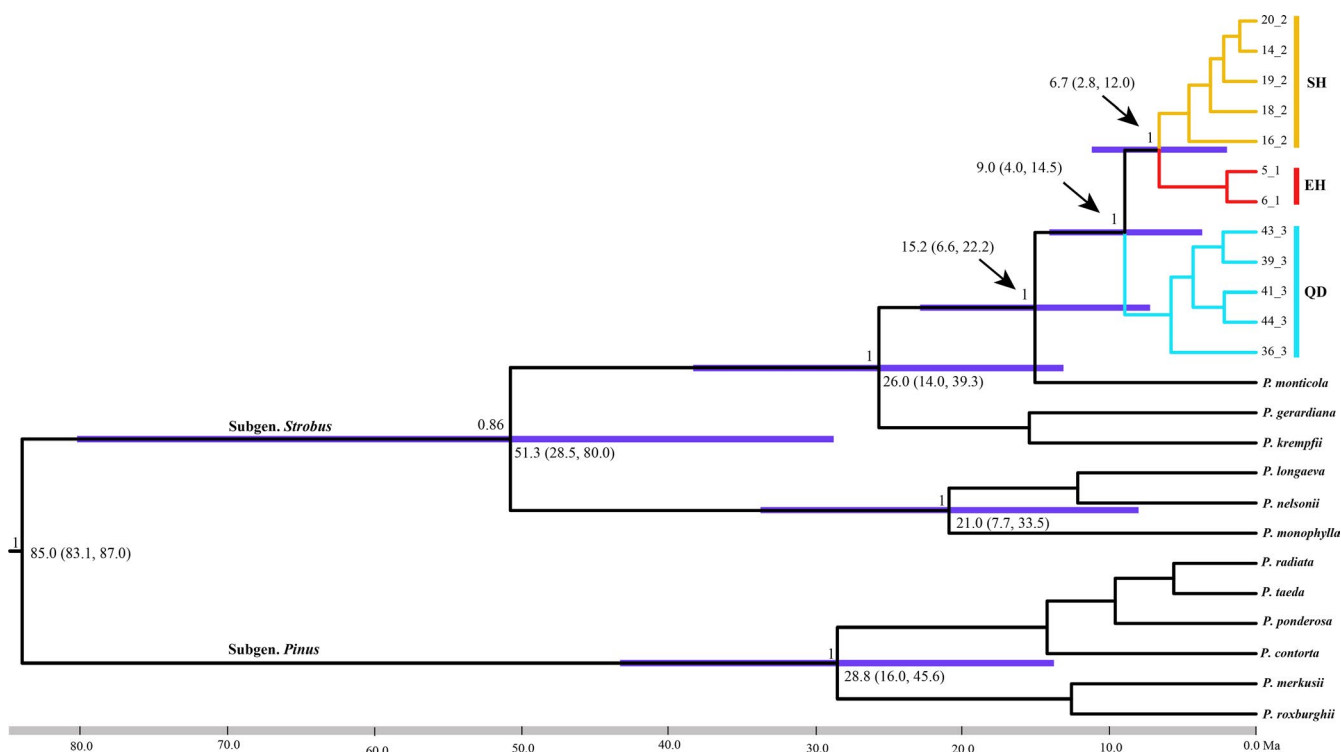 20_2
14_2
19_2
18_2
16_2
SH
6.7 (2.8, 12.0)
1
5_1
6_1
EH
9.0 (4.0, 14.5)
1
43_3
39_3
41_3
44_3
36_3
QD
15.2 (6.6, 22.2)
1
1
26.0 (14.0, 39.3)
P. monticola
P. gerardiana
P. krempfii
Subgen. Strobus
0.86
51.3 (28.5, 80.0)
P. longaeva
P. nelsonii
P. monophylla
1
21.0 (7.7, 33.5)
1
85.0 (83.1, 87.0)
P. radiata
P. taeda
P. ponderosa
P. contorta
P. merkusii
P. roxburghii
Subgen. Pinus
1
28.8 (16.0, 45.6)
80.0 70.0 60.0 50.0 40.0 30.0 20.0 10.0 0.0 Ma